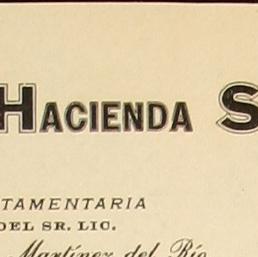 HACIENDA S
TAMENTARIA
DEL SR. LIC.
Martínez del Río